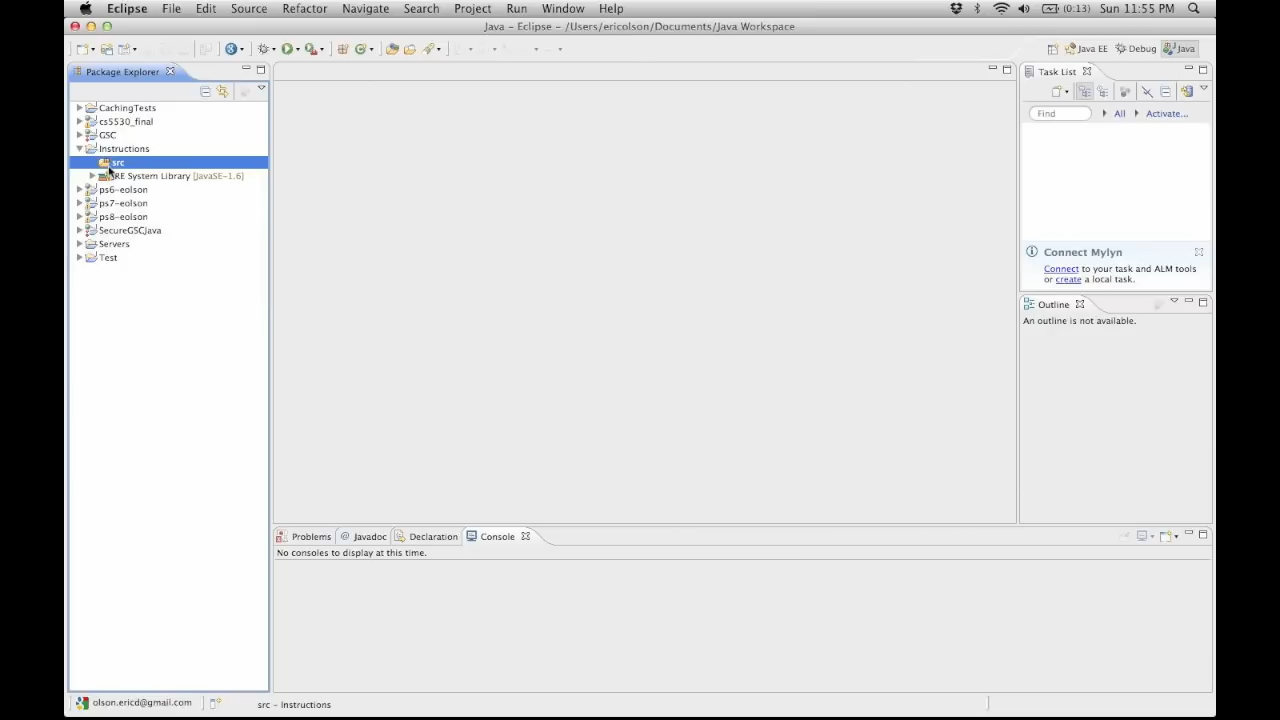 Eclipse File Edit Source Refactor Navigate Search Project Run Window Help (0:13) Sun 11:55 PM
Java - Eclipse - /Users/ericolson/Documents/Java Workspace
Java EE Debug Java
Package Explorer
CachingTests
cs5530_final
GSC
Instructions
src
RE System Library [JavaSE-1.6]
ps6-eolson
ps7-eolson
ps8-eolson
SecureGSCJava
Servers
Test
Task List
Find All Activate...
Connect Mylyn
Connect to your task and ALM tools
or create a local task.
Outline
An outline is not available.
Problems @ Javadoc Declaration Console
No consoles to display at this time.
olson.ericd@gmail.com src - Instructions